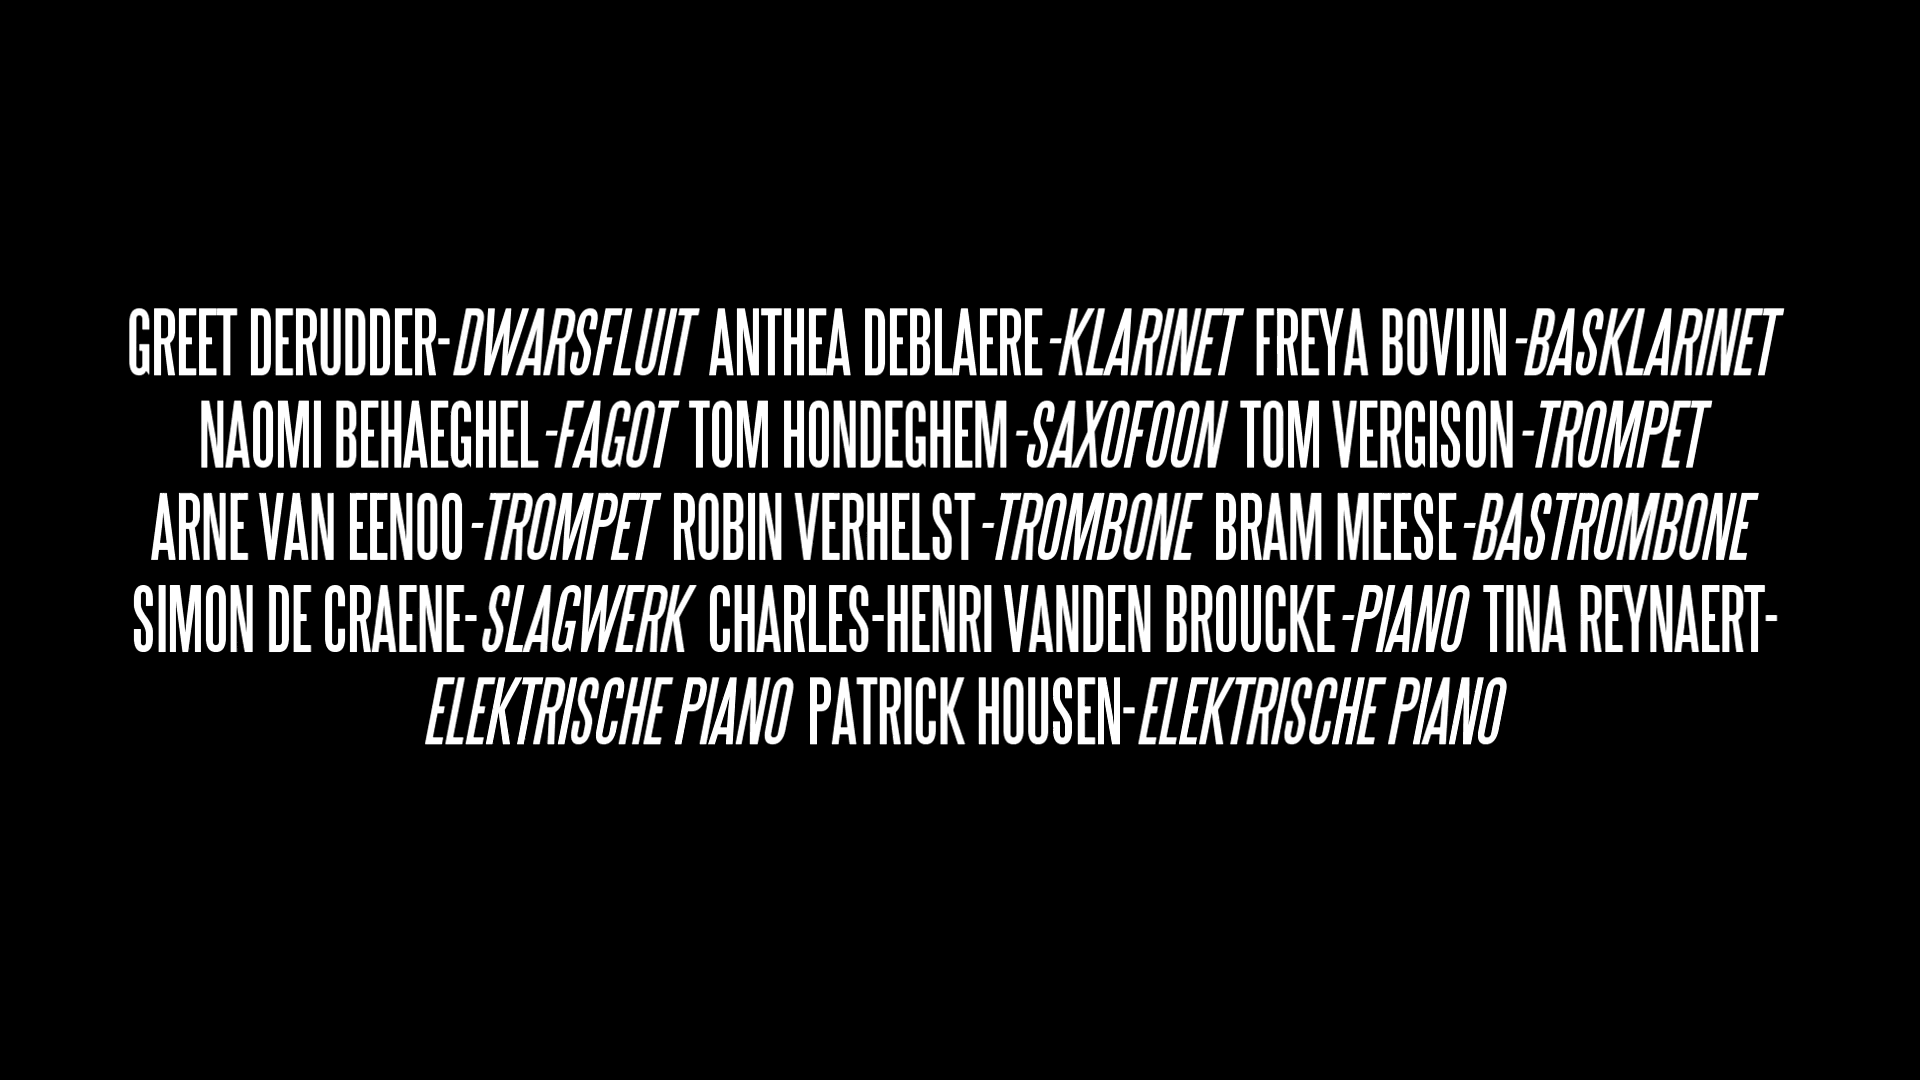 GREET DERUDDER-DWARSFLUIT ANTHEA DEBLAERE-KLARINET FREYA BOVIJN-BASKLARINET
NAOMI BEHAEGHEL-FAGOT TOM HONDEGHEM-SAXOFOON TOM VERGISON-TROMPET
ARNE VAN EENOO-TROMPET ROBIN VERHELST-TROMBONE BRAM MEESE-BASTROMBONE
SIMON DE CRAENE-SLAGWERK CHARLES-HENRI VANDEN BROUCKE-PIANO TINA REYNAERT-
ELEKTRISCHE PIANO PATRICK HOUSEN-ELEKTRISCHE PIANO